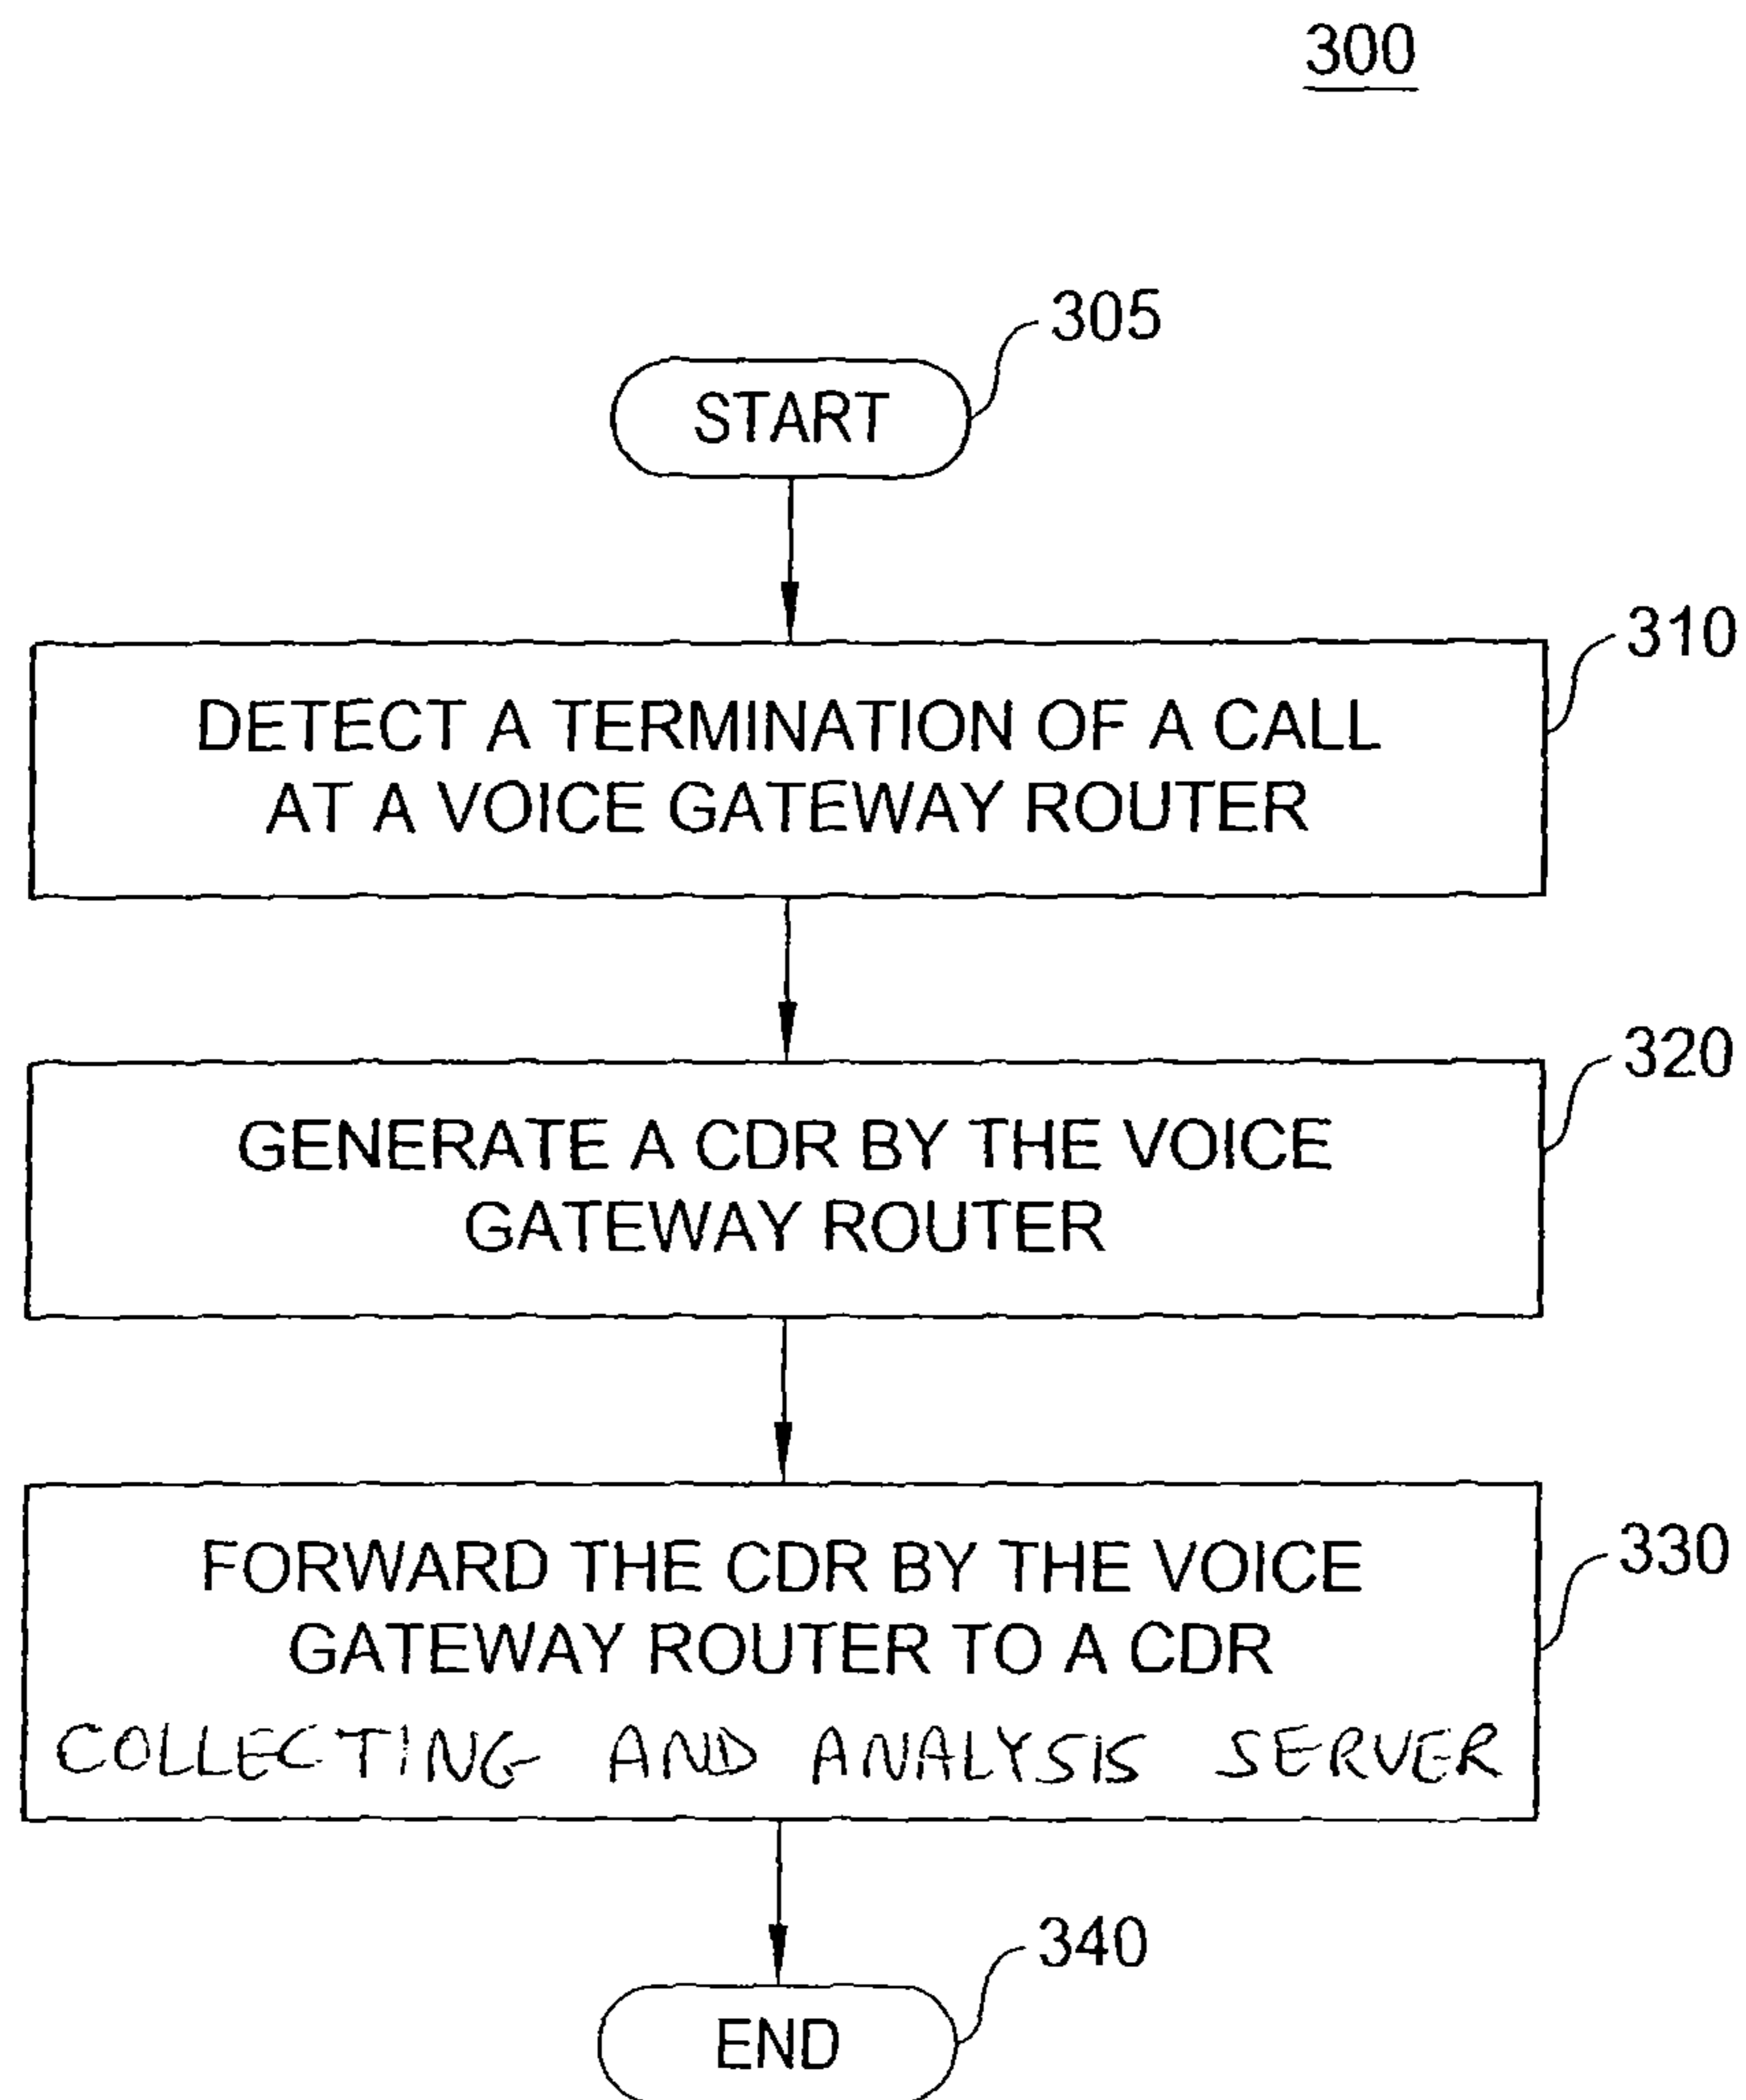 300
305
START
310
DETECT A TERMINATION OF A CALL
AT A VOICE GATEWAY ROUTER
320
GENERATE A CDR BY THE VOICE
GATEWAY ROUTER
330
FORWARD THE CDR BY THE VOICE
GATEWAY ROUTER TO A CDR
COLLECTING AND ANALYSIS SERVER
340
END